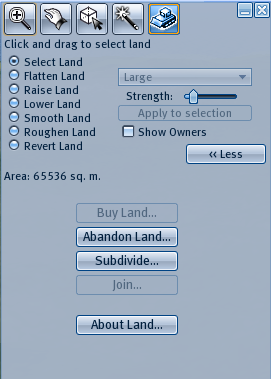 Click and drag to select land
Select Land
Flatten Land
Raise Land
Lower Land
Smooth Land
Roughen Land
Revert Land
Large
Strength:
Apply to selection
Show Owners
<< Less
Area: 65536 sq. m.
Buy Land...
Abandon Land...
Subdivide...
Join...
About Land...